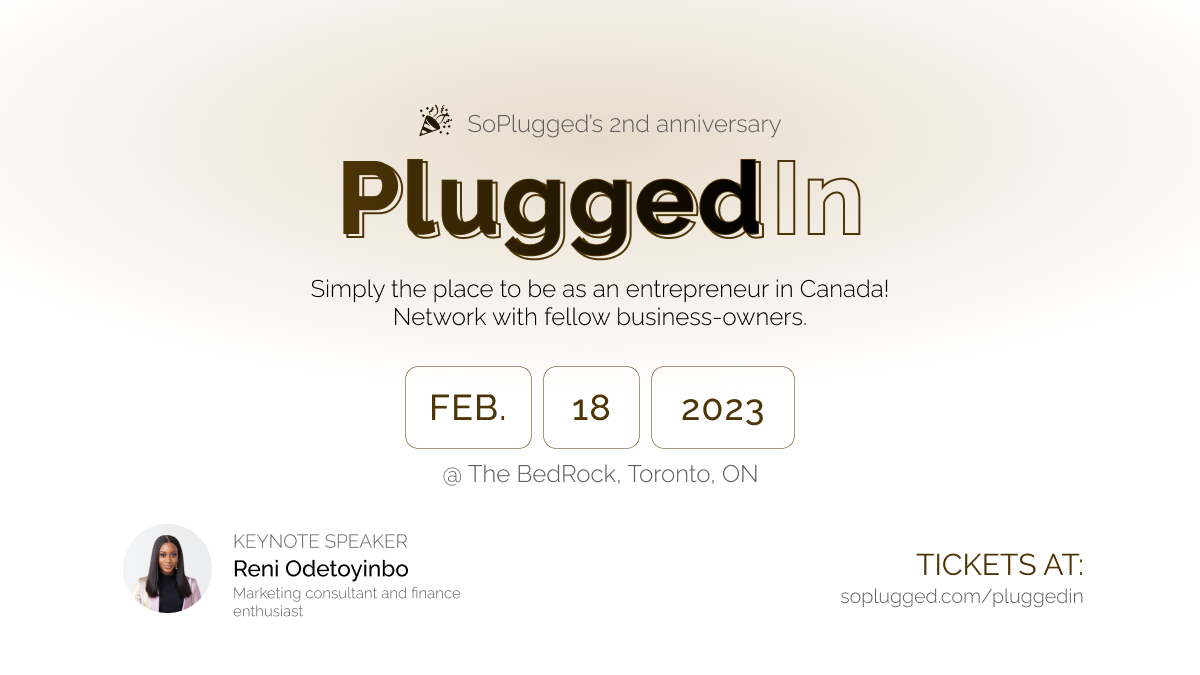 SoPlugged's 2nd anniversary
PluggedIn
Simply the place to be as an entrepreneur in Canada!
Network with fellow business-owners.
FEB. 18 2023
@ The BedRock, Toronto, ON
KEYNOTE SPEAKER
Reni Odetoyinbo
Marketing consultant and finance
enthusiast
TICKETS AT:
soplugged.com/pluggedin